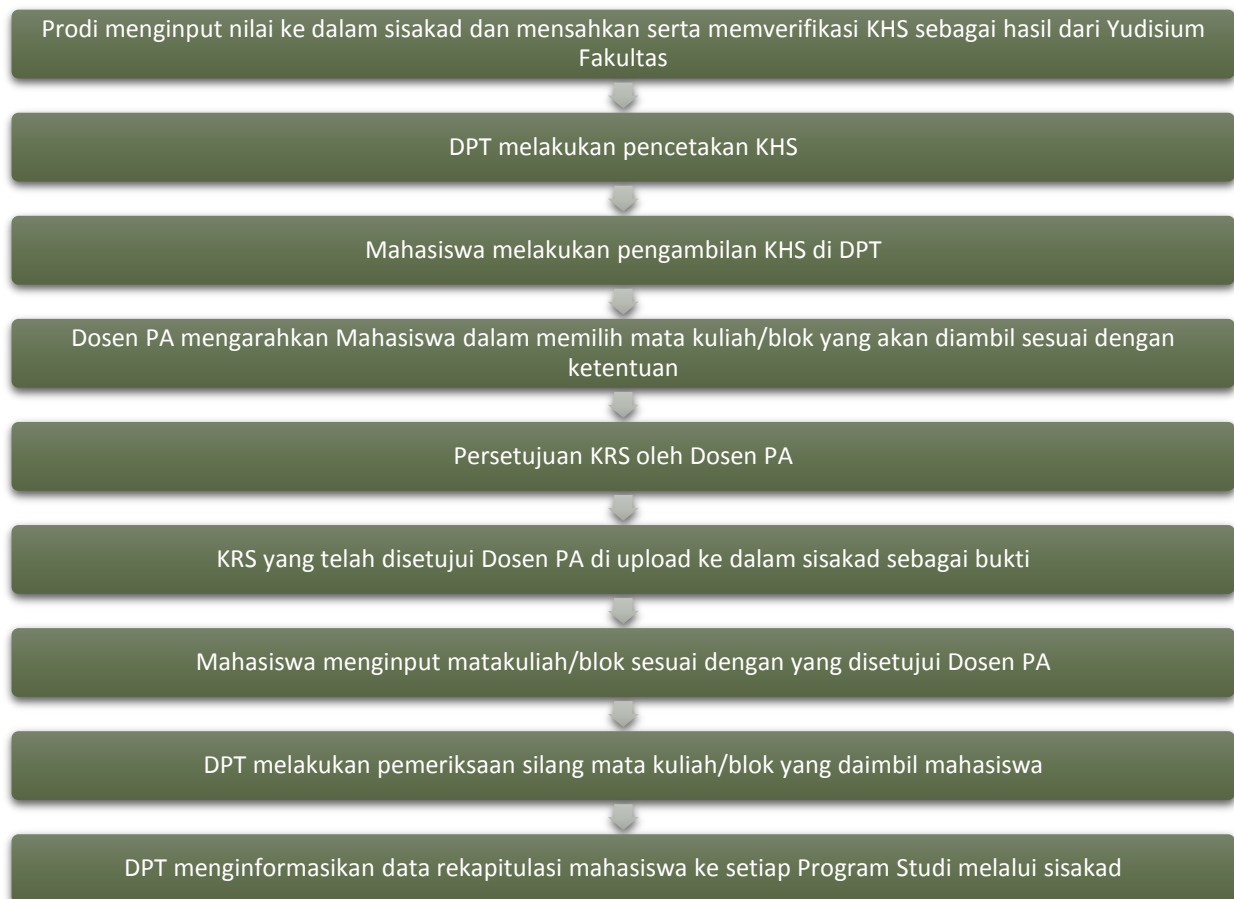 Prodi menginput nilai ke dalam sisakad dan mensahkan serta memverifikasi KHS sebagai hasil dari Yudisium
Fakultas
DPT melakukan pencetakan KHS
Mahasiswa melakukan pengambilan KHS di DPT
Dosen PA mengarahkan Mahasiswa dalam memilih mata kuliah/blok yang akan diambil sesuai dengan
ketentuan
Persetujuan KRS oleh Dosen PA
KRS yang telah disetujui Dosen PA di upload ke dalam sisakad sebagai bukti
Mahasiswa menginput matakuliah/blok sesuai dengan yang disetujui Dosen PA
DPT melakukan pemeriksaan silang mata kuliah/blok yang daimbil mahasiswa
DPT menginformasikan data rekapitulasi mahasiswa ke setiap Program Studi melalui sisakad